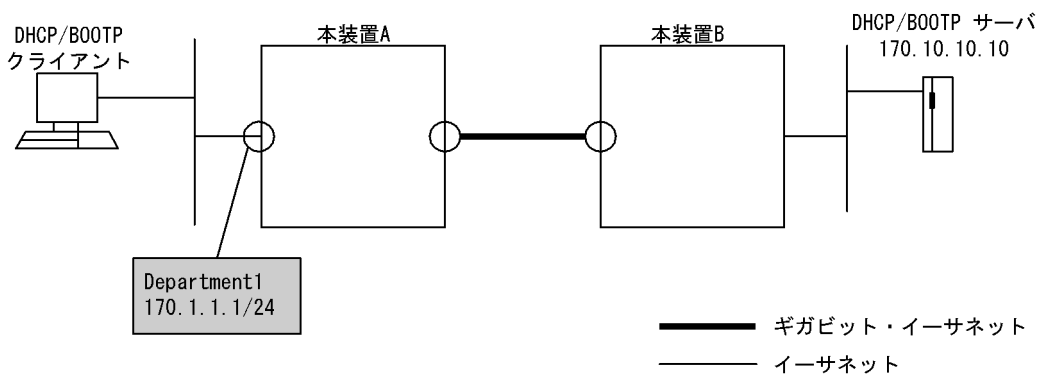 DHCP/BOOTP
クライアント
本装置A
本装置B
DHCP/BOOTP サーバ
170.10.10.10
Department1
170.1.1.1/24
ギガビット・イーサネット
イーサネット